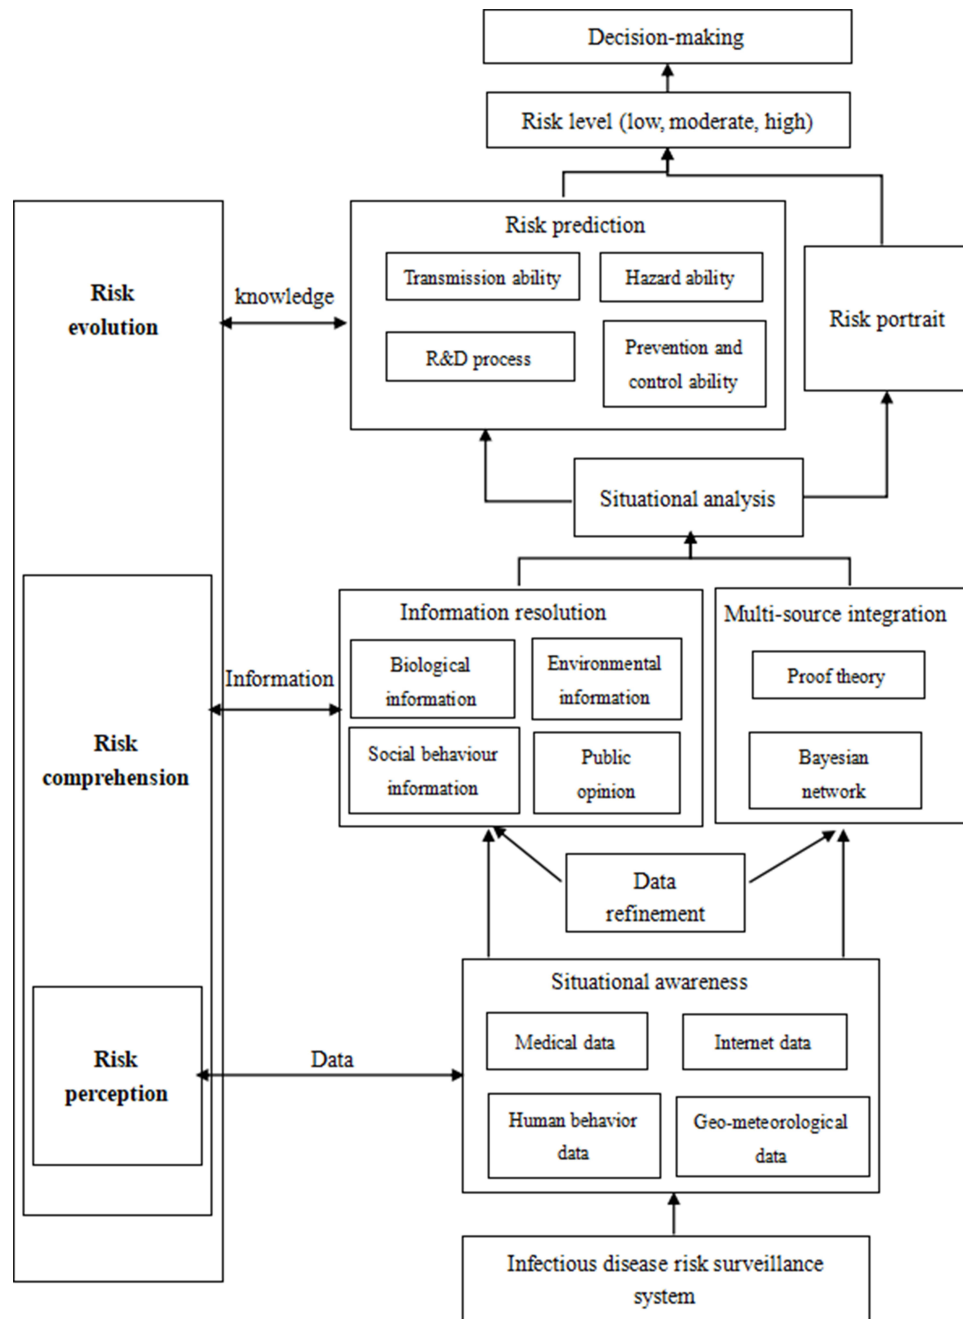 Decision-making
Risk level (low, moderate, high)
Risk prediction
Transmission ability
Hazard ability
R&D process
Prevention and
control ability
Risk portrait
Risk
evolution
knowledge
Situational analysis
Information resolution
Biological
information
Environmental
information
Social behaviour
information
Public
opinion
Multi-source integration
Proof theory
Bayesian
network
Information
Risk
comprehension
Data
refinement
Situational awareness
Medical data
Internet data
Human behavior
data
Geo-meteorological
data
Data
Risk
perception
Infectious disease risk surveillance
system